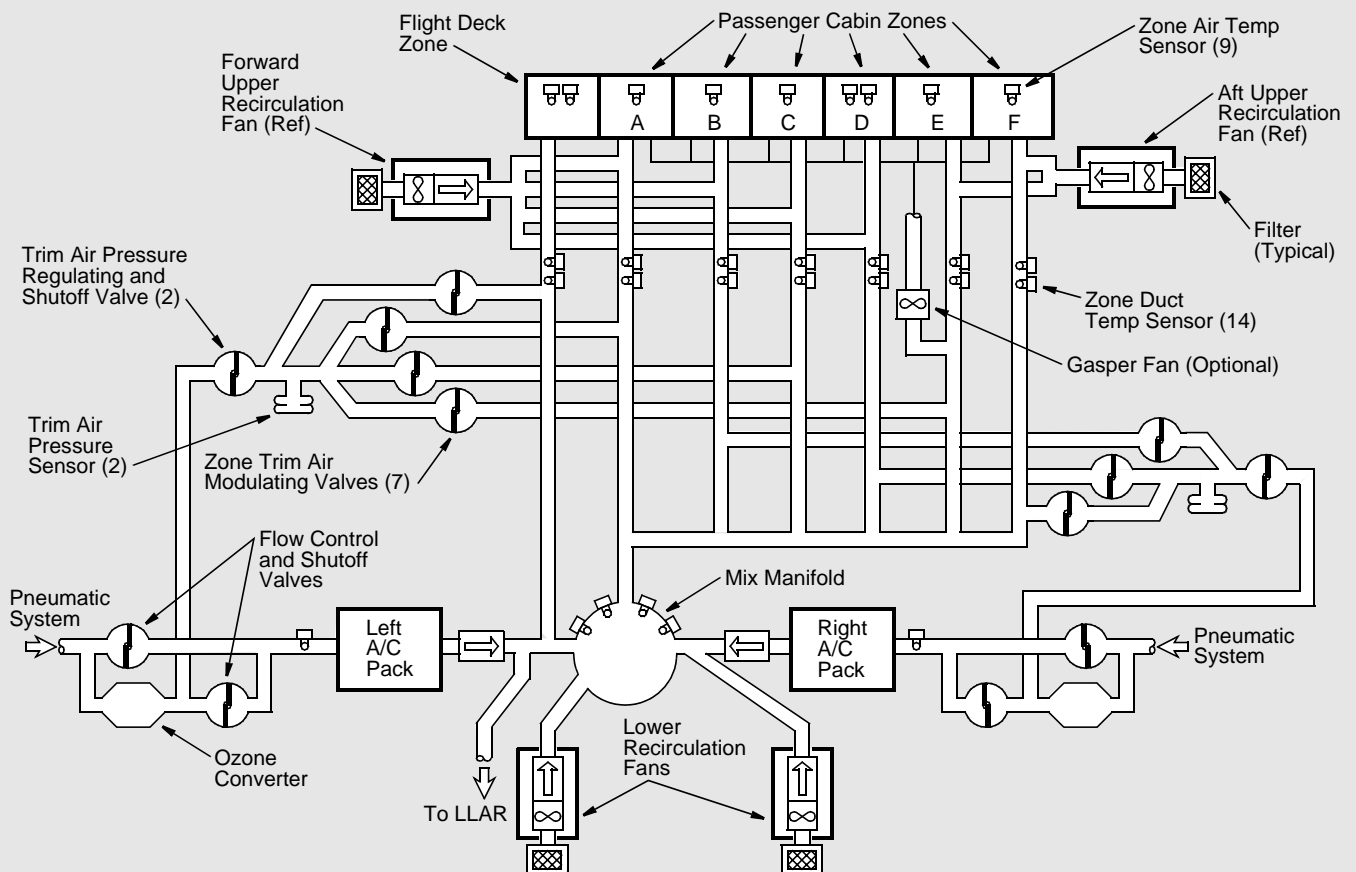 Flight Deck
Zone
Passenger Cabin Zones
Zone Air Temp
Sensor (9)
Forward
Upper
Recirculation
Fan (Ref)
Aft Upper
Recirculation
Fan (Ref)
A
B
C
D
E
F
Filter
(Typical)
Trim Air Pressure
Regulating and
Shutoff Valve (2)
Zone Duct
Temp Sensor (14)
Gasper Fan (Optional)
Trim Air
Pressure
Sensor (2)
Zone Trim Air
Modulating Valves (7)
Flow Control
and Shutoff
Valves
Mix Manifold
Pneumatic
System
Left
A/C
Pack
Right
A/C
Pack
Pneumatic
System
Ozone
Converter
Lower
Recirculation
Fans
To LLAR